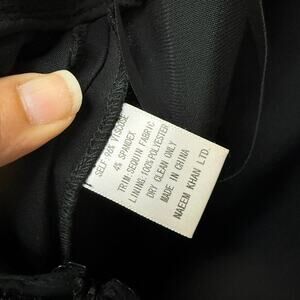 SELF:96% VISCOSE
4% SPANDEX
TRIM:SEQUIN FABRIC
LINING:100%POLYESTER
DRY CLEAN ONLY
MADE IN CHINA
NAEEM KHAN LTD.